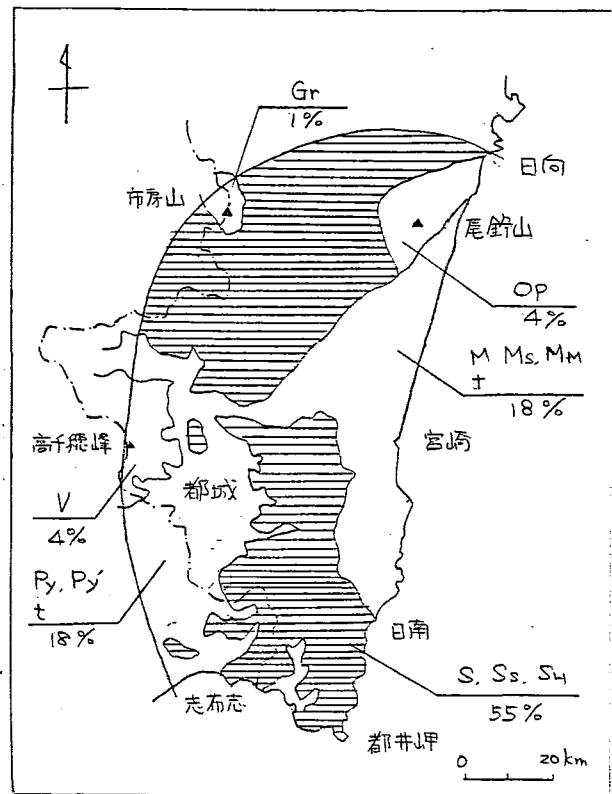 Gr
1%
日向
市房山
尾鈴山
OP
4%
M Ms, MM
t
18%
宮崎
高千穂峰
都城
V
4%
Py, Py'
t
18%
日南
S, Ss, SH
55%
志布志
都井岬
0 20km